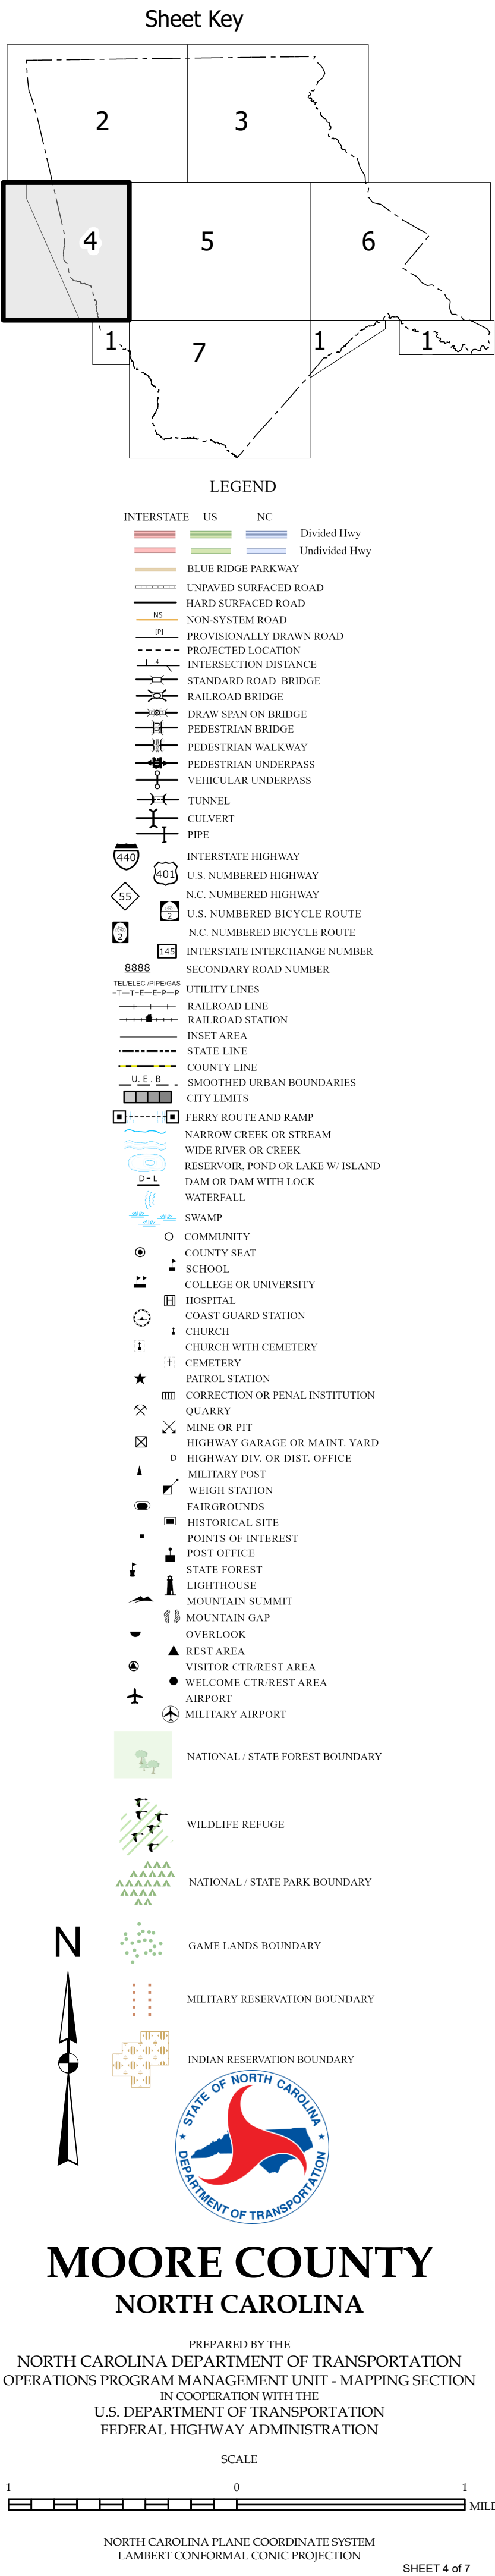 Sheet Key
2
3
4
5
6
1
7
1
1
LEGEND
INTERSTATE US NC
Divided Hwy
Undivided Hwy
BLUE RIDGE PARKWAY
UNPAVED SURFACED ROAD
HARD SURFACED ROAD
NS
NON-SYSTEM ROAD
[P]
PROVISIONALLY DRAWN ROAD
PROJECTED LOCATION
.4
INTERSECTION DISTANCE
STANDARD ROAD BRIDGE
RAILROAD BRIDGE
DRAW SPAN ON BRIDGE
PEDESTRIAN BRIDGE
PEDESTRIAN WALKWAY
PEDESTRIAN UNDERPASS
VEHICULAR UNDERPASS
TUNNEL
CULVERT
PIPE
440 INTERSTATE HIGHWAY
401 U.S. NUMBERED HIGHWAY
55 N.C. NUMBERED HIGHWAY
2 U.S. NUMBERED BICYCLE ROUTE
2 N.C. NUMBERED BICYCLE ROUTE
145 INTERSTATE INTERCHANGE NUMBER
8888 SECONDARY ROAD NUMBER
TEL/ELEC /PIPE/GAS
-T-T-E-E-P-P UTILITY LINES
RAILROAD LINE
RAILROAD STATION
INSET AREA
STATE LINE
COUNTY LINE
U.E.B
SMOOTHED URBAN BOUNDARIES
CITY LIMITS
FERRY ROUTE AND RAMP
NARROW CREEK OR STREAM
WIDE RIVER OR CREEK
RESERVOIR, POND OR LAKE W/ ISLAND
D-L DAM OR DAM WITH LOCK
WATERFALL
SWAMP
COMMUNITY
COUNTY SEAT
SCHOOL
COLLEGE OR UNIVERSITY
H HOSPITAL
COAST GUARD STATION
CHURCH
CHURCH WITH CEMETERY
CEMETERY
PATROL STATION
CORRECTION OR PENAL INSTITUTION
QUARRY
MINE OR PIT
HIGHWAY GARAGE OR MAINT. YARD
D HIGHWAY DIV. OR DIST. OFFICE
MILITARY POST
WEIGH STATION
FAIRGROUNDS
HISTORICAL SITE
POINTS OF INTEREST
POST OFFICE
STATE FOREST
LIGHTHOUSE
MOUNTAIN SUMMIT
MOUNTAIN GAP
OVERLOOK
REST AREA
VISITOR CTR/REST AREA
WELCOME CTR/REST AREA
AIRPORT
MILITARY AIRPORT
NATIONAL / STATE FOREST BOUNDARY
WILDLIFE REFUGE
NATIONAL / STATE PARK BOUNDARY
N
GAME LANDS BOUNDARY
MILITARY RESERVATION BOUNDARY
INDIAN RESERVATION BOUNDARY
STATE OF NORTH CAROLINA
DEPARTMENT OF TRANSPORTATION
MOORE COUNTY
NORTH CAROLINA
PREPARED BY THE
NORTH CAROLINA DEPARTMENT OF TRANSPORTATION
OPERATIONS PROGRAM MANAGEMENT UNIT - MAPPING SECTION
IN COOPERATION WITH THE
U.S. DEPARTMENT OF TRANSPORTATION
FEDERAL HIGHWAY ADMINISTRATION
SCALE
1 0 1
MILE
NORTH CAROLINA PLANE COORDINATE SYSTEM
LAMBERT CONFORMAL CONIC PROJECTION
SHEET 4 of 7